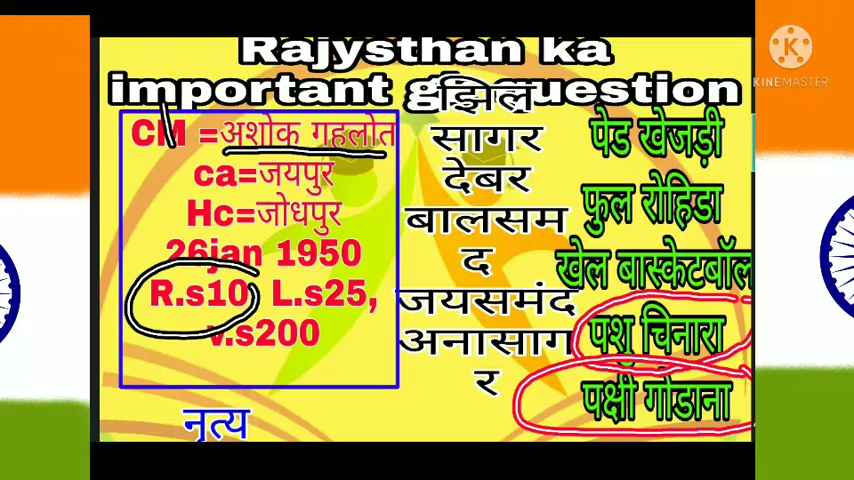 Rajysthan ka
important gk question
CM =अशोक गहलोत
ca=जयपुर
Hc=जोधपुर
26jan 1950
R.s10, L.s25,
v.s200
नृत्य
झिल
सागर
देबर
बालसम
द
जयसमंद
अनासाग
र
पेड खेजड़ी
फुल रोहिडा
खेल बास्केटबॉल
पशु चिनारा
पक्षी गोडाना
KINEMASTER